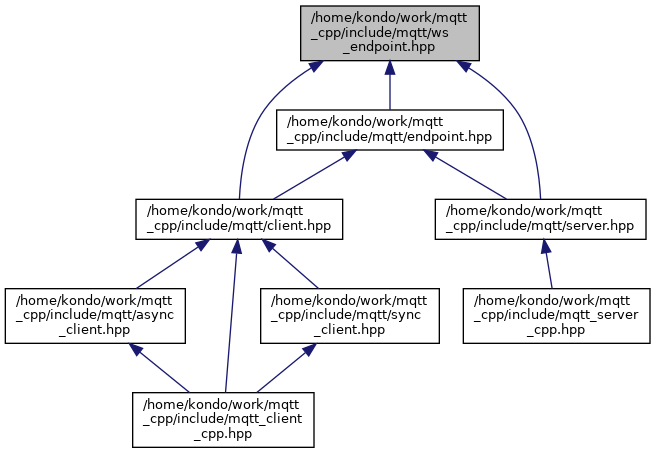 /home/kondo/work/mqtt
_cpp/include/mqtt/ws
_endpoint.hpp
/home/kondo/work/mqtt
_cpp/include/mqtt/endpoint.hpp
/home/kondo/work/mqtt
_cpp/include/mqtt/client.hpp
/home/kondo/work/mqtt
_cpp/include/mqtt/server.hpp
/home/kondo/work/mqtt
_cpp/include/mqtt/async
_client.hpp
/home/kondo/work/mqtt
_cpp/include/mqtt/sync
_client.hpp
/home/kondo/work/mqtt
_cpp/include/mqtt_server
_cpp.hpp
/home/kondo/work/mqtt
_cpp/include/mqtt_client
_cpp.hpp